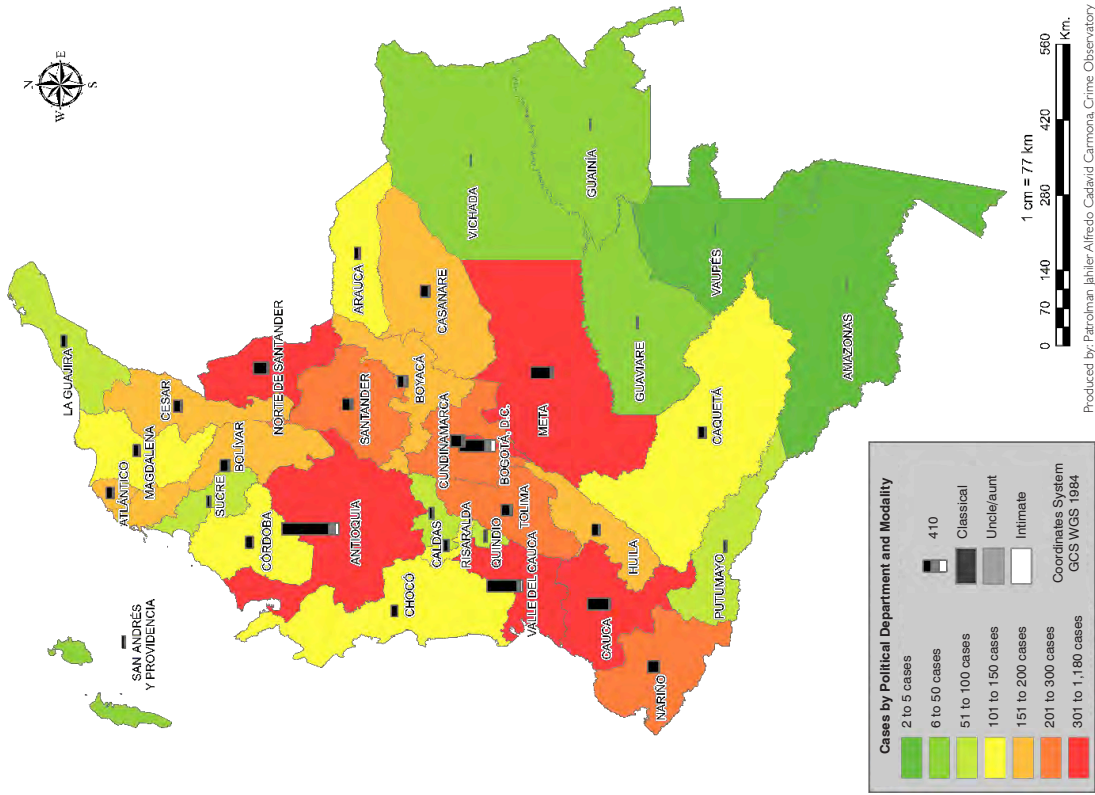 N
W
E
S
SAN ANDRÉS
Y PROVIDENCIA
LA GUAJIRA
ATLÁNTICO
MAGDALENA
CESAR
SUCRE
BOLÍVAR
CÓRDOBA
NORTE DE SANTANDER
ANTIOQUIA
SANTANDER
ARAUCA
CHOCÓ
BOYACÁ
CASANARE
CALDAS
RISARALDA
CUNDINAMARCA
BOGOTÁ, D.C.
VICHADA
QUINDIO
TOLIMA
VALLE DEL CAUCA
META
GUAINÍA
CAUCA
HUILA
GUAVIARE
NARIÑO
CAQUETÁ
VAUPÉS
PUTUMAYO
AMAZONAS
Cases by Political Department and Modality
2 to 5 cases
6 to 50 cases
51 to 100 cases
101 to 150 cases
151 to 200 cases
201 to 300 cases
301 to 1,180 cases
410
Classical
Uncle/aunt
Intimate
Coordinates System
GCS WGS 1984
1 cm = 77 km
0 70 140 280 420 560
Km.
Produced by: Patrolman Jahiler Alfredo Cadavid Carmona, Crime Observatory